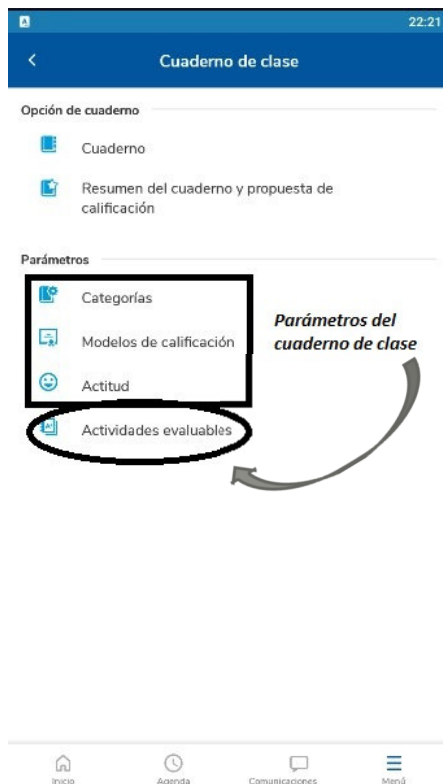 22:21
Cuaderno de clase
Opción de cuaderno
Cuaderno
Resumen del cuaderno y propuesta de
calificación
Parámetros
Categorías
Modelos de calificación
Actitud
Actividades evaluables
Parámetros del
cuaderno de clase
Inicio
Agenda
Comunicaciones
Menú